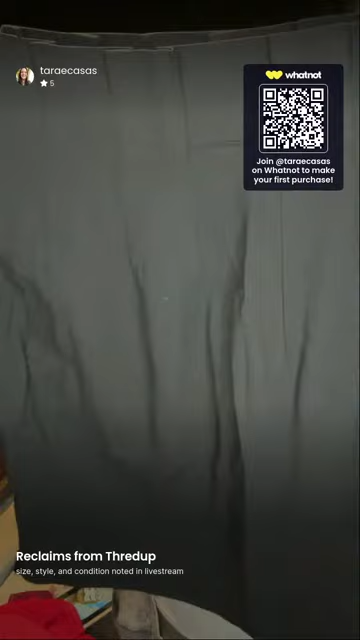 taraecasas
5
whatnot
Join @taraecasas
on Whatnot to make
your first purchase!
Reclaims from Thredup
size, style, and condition noted in livestream